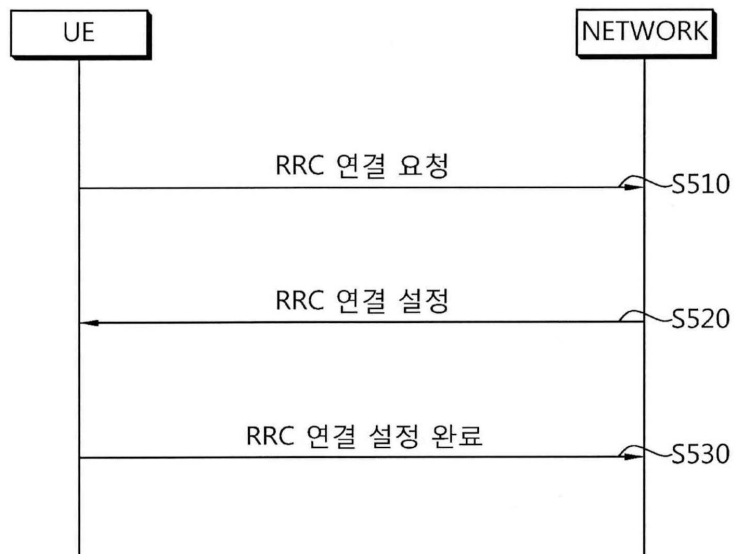 UE
NETWORK
RRC 연결 요청
S510
RRC 연결 설정
S520
RRC 연결 설정 완료
S530